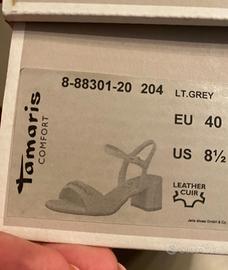 8-88301-20 204 LT.GREY
EU 40
US 8½
Tamaris
COMFORT
LEATHER
CUIR